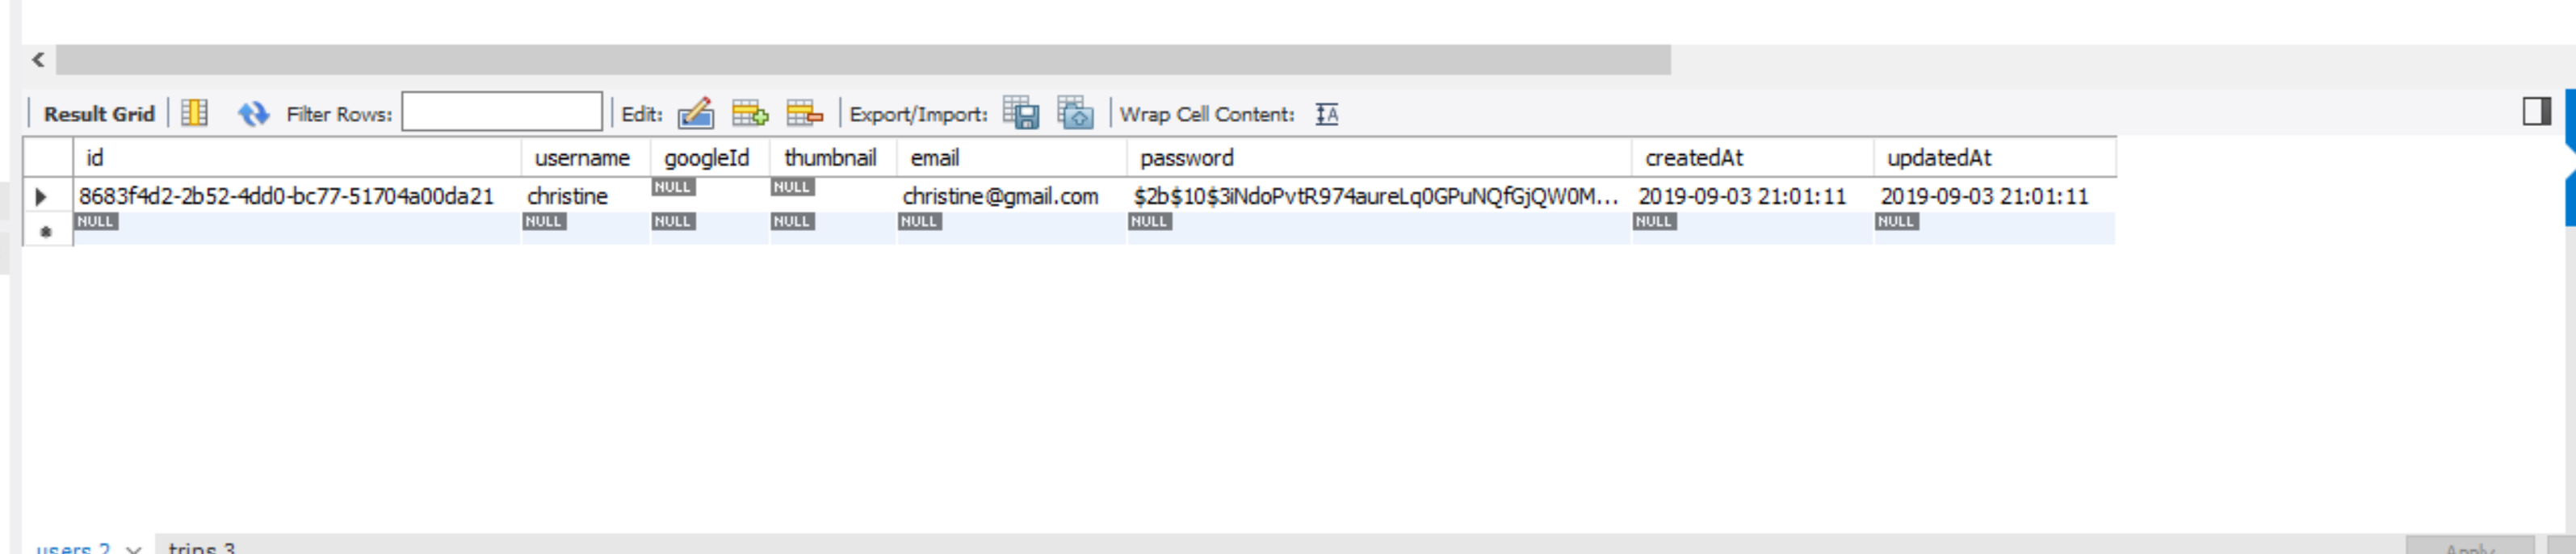 Result Grid Filter Rows: Edit: Export/Import: Wrap Cell Content:
id username googleId thumbnail email password createdAt updatedAt
8683f4d2-2b52-4dd0-bc77-51704a00da21 christine NULL NULL christine@gmail.com $2b$10$3iNdoPvtR974aureLq0GPuNQfGjQW0M... 2019-09-03 21:01:11 2019-09-03 21:01:11
NULL NULL NULL NULL NULL NULL NULL NULL
users 2 trips 3 Apply